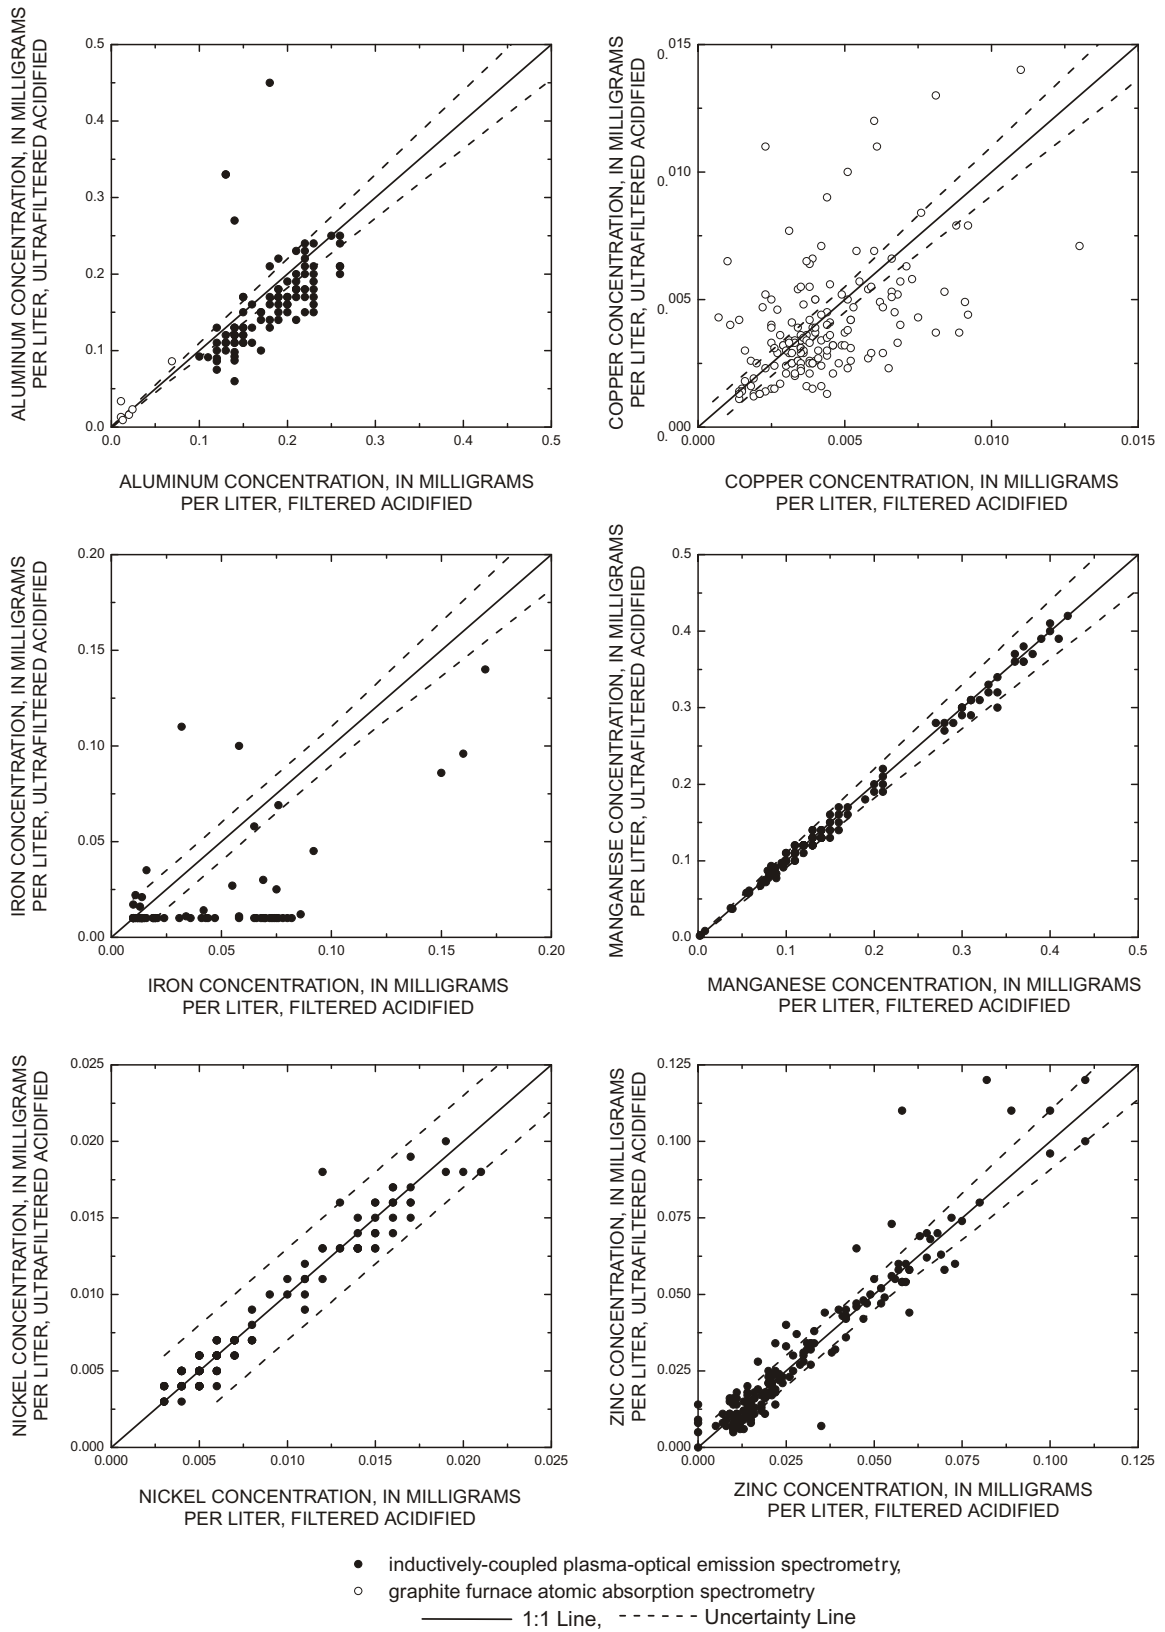 ALUMINUM CONCENTRATION, IN MILLIGRAMS
PER LITER, ULTRAFILTERED ACIDIFIED
0.5
0.4
0.3
0.2
0.1
0.0
0.0
0.1
0.2
0.3
0.4
0.5
ALUMINUM CONCENTRATION, IN MILLIGRAMS
PER LITER, FILTERED ACIDIFIED
COPPER CONCENTRATION, IN MILLIGRAMS
PER LITER, ULTRAFILTERED ACIDIFIED
015
0.
010
0.
005
0.
000
0.
0.000
0.005
0.010
0.015
COPPER CONCENTRATION, IN MILLIGRAMS
PER LITER, FILTERED ACIDIFIED
IRON CONCENTRATION, IN MILLIGRAMS
PER LITER, ULTRAFILTERED ACIDIFIED
0.20
0.15
0.10
0.05
0.00
0.00
0.05
0.10
0.15
0.20
IRON CONCENTRATION, IN MILLIGRAMS
PER LITER, FILTERED ACIDIFIED
MANGANESE CONCENTRATION, IN MILLIGRAMS
PER LITER, ULTRAFILTERED ACIDIFIED
0.5
0.4
0.3
0.2
0.1
0.0
0.0
0.1
0.2
0.3
0.4
0.5
MANGANESE CONCENTRATION, IN MILLIGRAMS
PER LITER, FILTERED ACIDIFIED
NICKEL CONCENTRATION, IN MILLIGRAMS
PER LITER, ULTRAFILTERED ACIDIFIED
0.025
0.020
0.015
0.010
0.005
0.000
0.000
0.005
0.010
0.015
0.020
0.025
NICKEL CONCENTRATION, IN MILLIGRAMS
PER LITER, FILTERED ACIDIFIED
ZINC CONCENTRATION, IN MILLIGRAMS
PER LITER, ULTRAFILTERED ACIDIFIED
0.125
0.100
0.075
0.050
0.025
0.000
0.000
0.025
0.050
0.075
0.100
0.125
ZINC CONCENTRATION, IN MILLIGRAMS
PER LITER, FILTERED ACIDIFIED
inductively-coupled plasma-optical emission spectrometry,
graphite furnace atomic absorption spectrometry
1:1 Line, Uncertainty Line